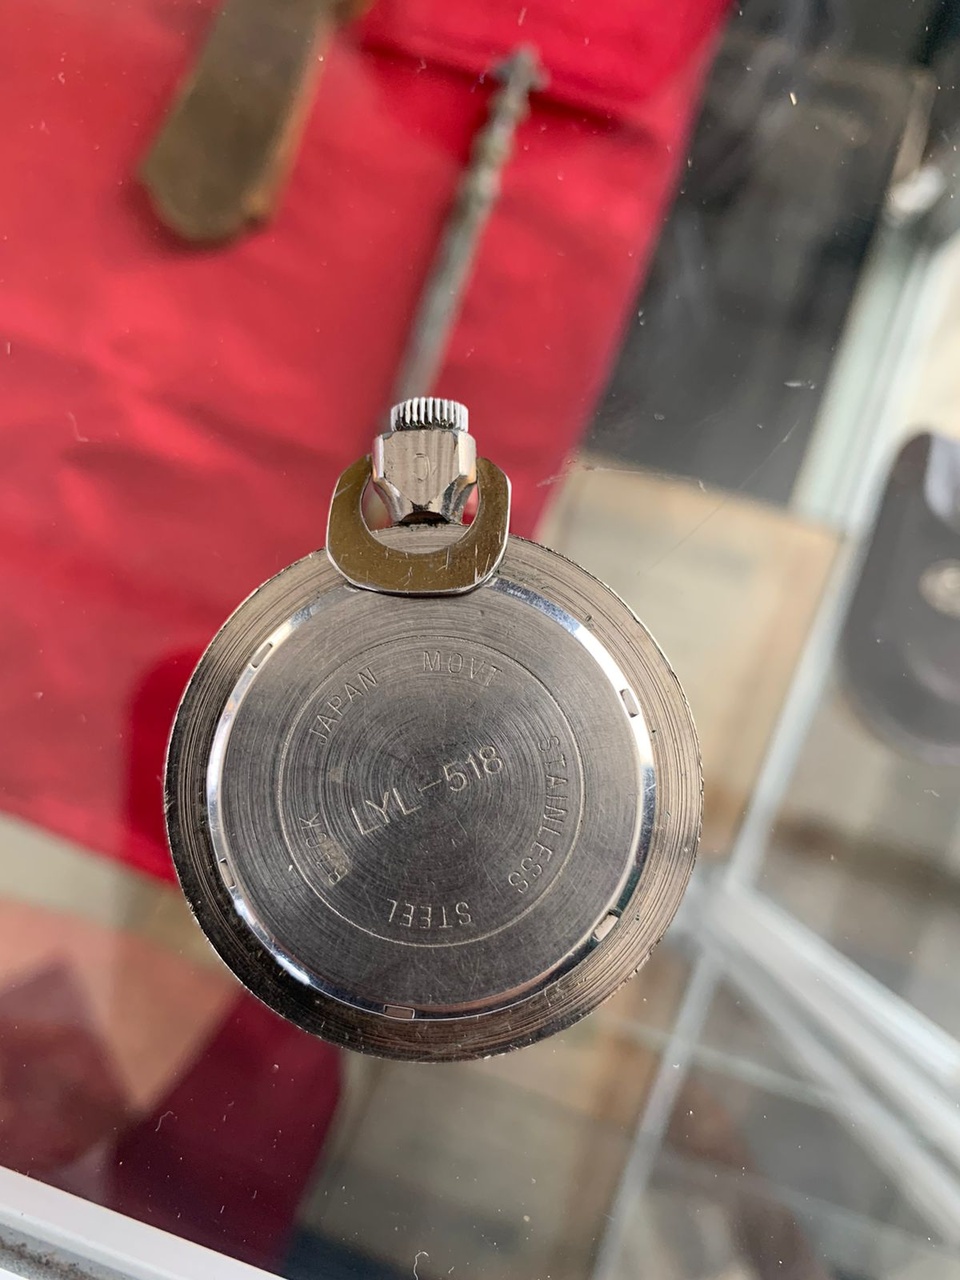 JAPAN MOVT
STAINLESS
STEEL
BACK
LYL-518